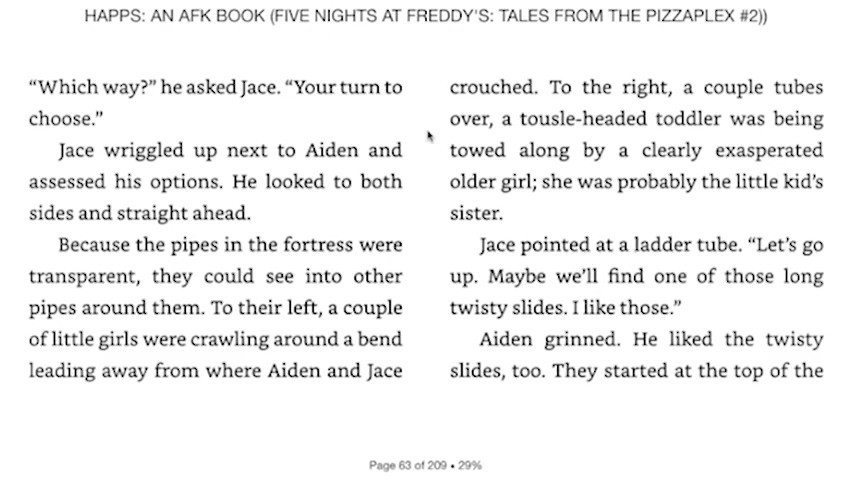 HAPPS: AN AFK BOOK (FIVE NIGHTS AT FREDDY'S: TALES FROM THE PIZZAPLEX #2))
“Which way?” he asked Jace. “Your turn to
choose.”
Jace wriggled up next to Aiden and
assessed his options. He looked to both
sides and straight ahead.
Because the pipes in the fortress were
transparent, they could see into other
pipes around them. To their left, a couple
of little girls were crawling around a bend
leading away from where Aiden and Jace
crouched. To the right, a couple tubes
over, a tousle-headed toddler was being
towed along by a clearly exasperated
older girl; she was probably the little kid’s
sister.
Jace pointed at a ladder tube. “Let’s go
up. Maybe we’ll find one of those long
twisty slides. I like those.”
Aiden grinned. He liked the twisty
slides, too. They started at the top of the
Page 63 of 209 • 29%